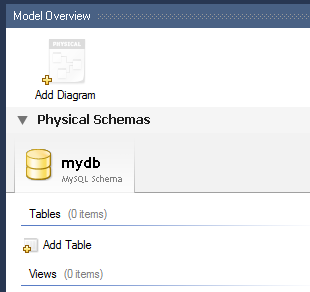 Model Overview
PHYSICAL
Add Diagram
Physical Schemas
mydb
MySQL Schema
Tables (0 items)
Add Table
Views (0 items)